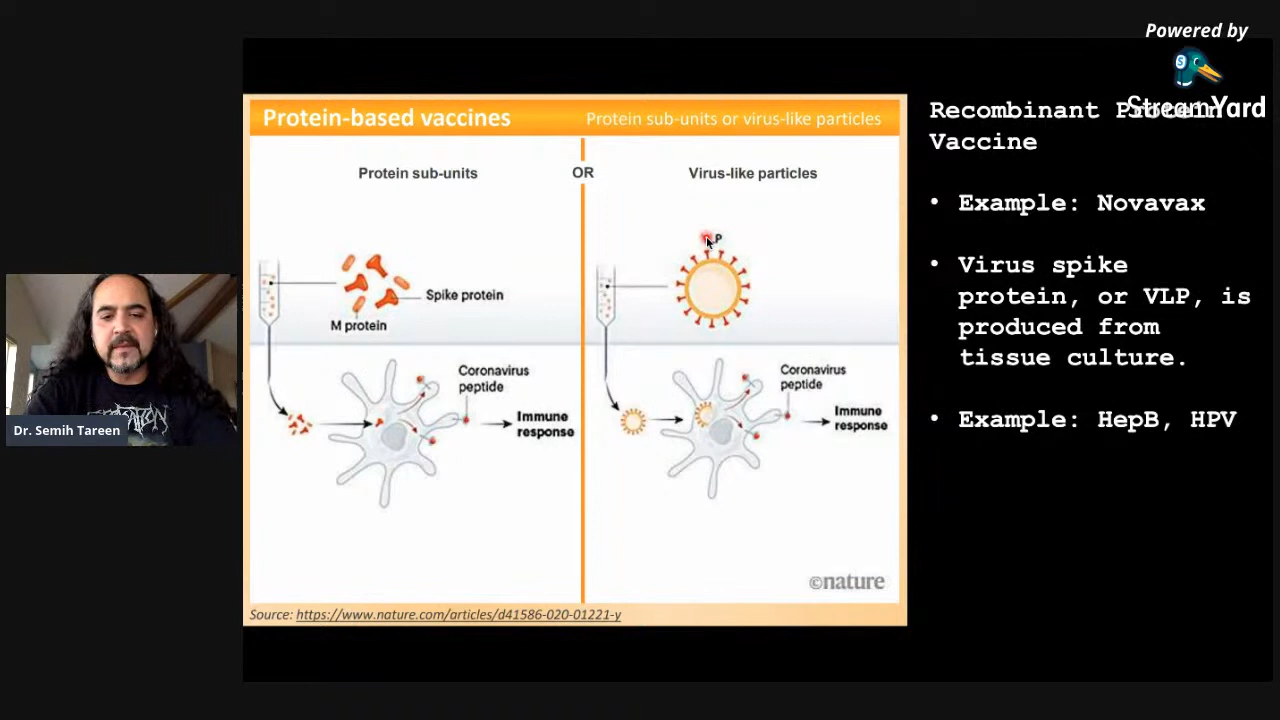 Powered by
StreamYard
Protein-based vaccines
Protein sub-units or virus-like particles
Protein sub-units
OR
Virus-like particles
Spike protein
M protein
Coronavirus
peptide
Immune
response
Coronavirus
peptide
Immune
response
©nature
Source: https://www.nature.com/articles/d41586-020-01221-y
Recombinant Protein
Vaccine
• Example: Novavax
• Virus spike
protein, or VLP, is
produced from
tissue culture.
• Example: HepB, HPV
Dr. Semih Tareen